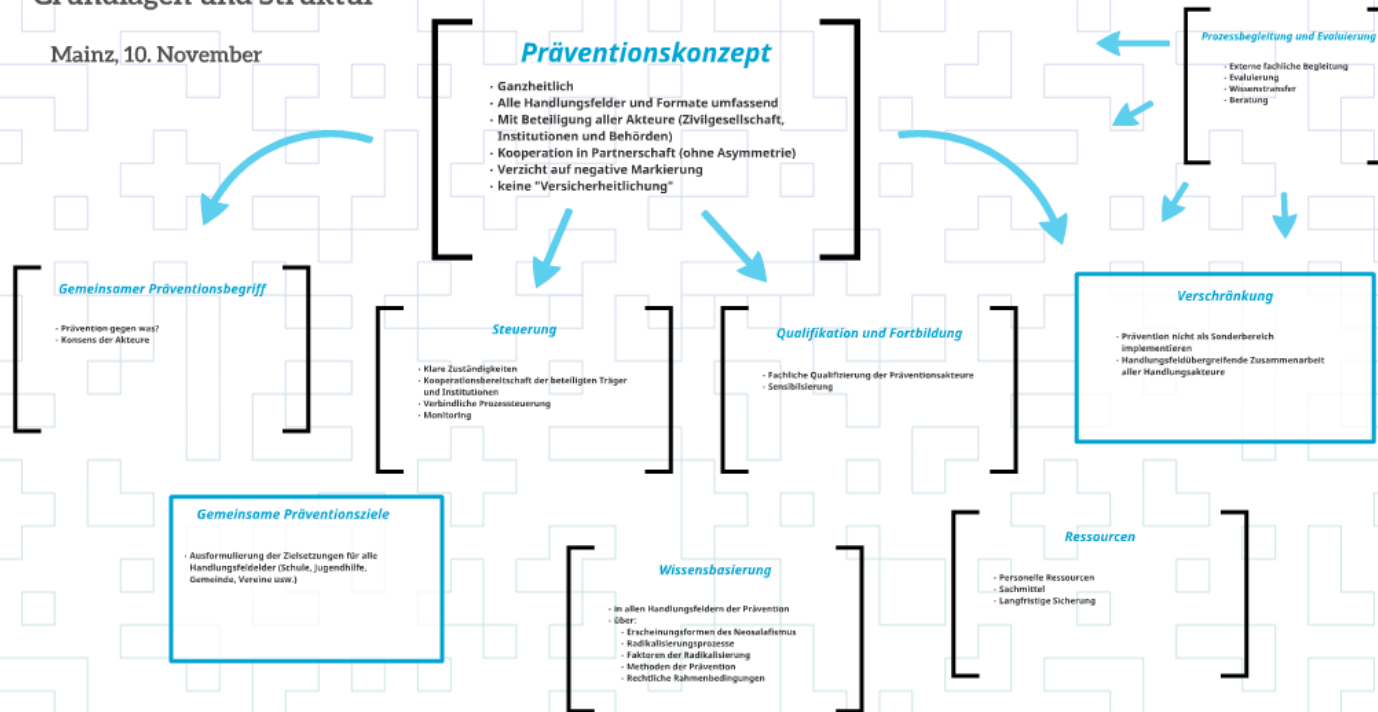 Grundlagen und Struktur
Mainz, 10. November
Präventionskonzept
- Ganzheitlich
- Alle Handlungsfelder und Formate umfassend
- Mit Beteiligung aller Akteure (Zivilgesellschaft,
Institutionen und Behörden)
- Kooperation in Partnerschaft (ohne Asymmetrie)
- Verzicht auf negative Markierung
- keine "Versicherheitlichung"
Prozessbegleitung und Evaluierung
- Externe fachliche Begleitung
- Evaluierung
- Wissenstransfer
- Beratung
Gemeinsamer Präventionsbegriff
- Prävention gegen was?
- Konsens der Akteure
Steuerung
- Klare Zuständigkeiten
- Kooperationsbereitschaft der beteiligten Träger
und Institutionen
- Verbindliche Prozessteuerung
- Monitoring
Qualifikation und Fortbildung
- Fachliche Qualifizierung der Präventionsakteure
- Sensibilsierung
Verschränkung
- Prävention nicht als Sonderbereich
implementieren
- Handlungsfeldübergreifende Zusammenarbeit
aller Handlungsakteure
Gemeinsame Präventionsziele
- Ausformulierung der Zielsetzungen für alle
Handlungsfeldelder (Schule, Jugendhilfe,
Gemeinde, Vereine usw.)
Wissensbasierung
- in allen Handlungsfeldern der Prävention
- über:
- Erscheinungsformen des Neosalafismus
- Radikalisierungsprozesse
- Faktoren der Radikalisierung
- Methoden der Prävention
- Rechtliche Rahmenbedingungen
Ressourcen
- Personelle Ressourcen
- Sachmittel
- Langfristige Sicherung